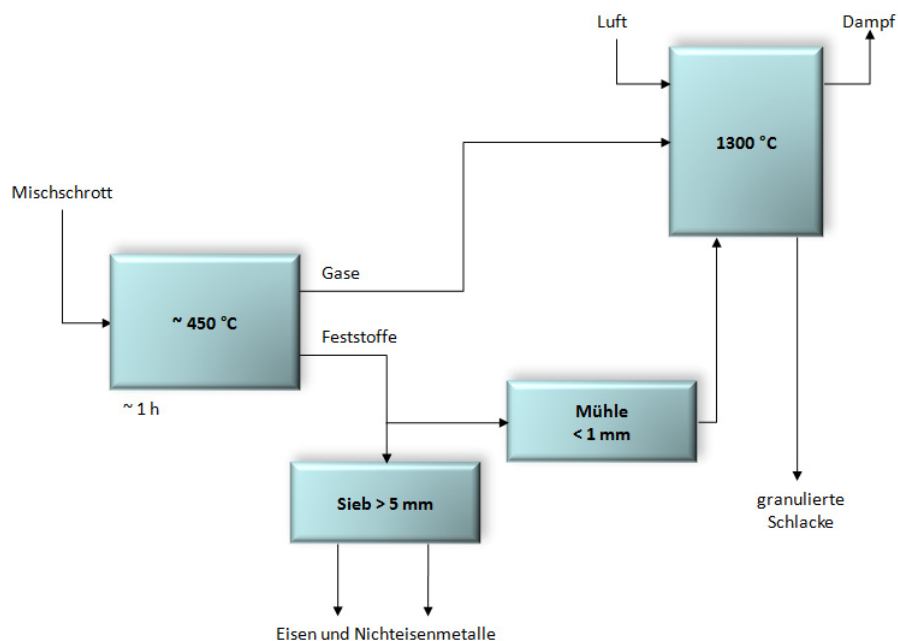 Luft
Dampf
1300 °C
Mischschrott
Gase
~ 450 °C
Feststoffe
~ 1 h
Mühle
< 1 mm
Sieb > 5 mm
granulierte
Schlacke
Eisen und Nichteisenmetalle